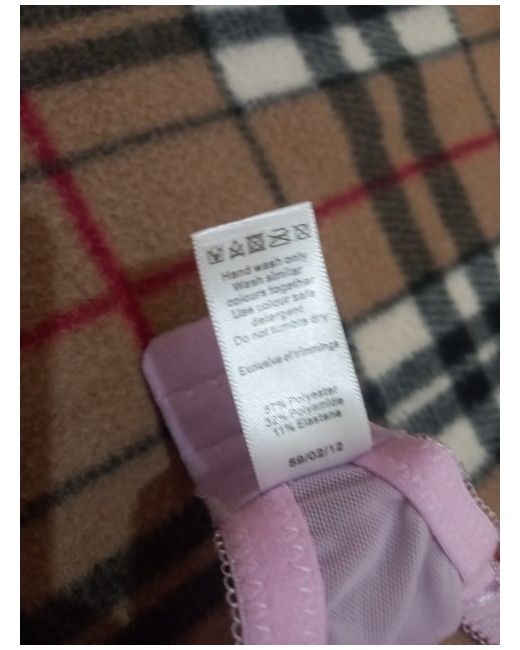 Hand wash only
Wash similar
colours together
Use colour safe
detergent
Do not tumble dry
Exclusive of trimmings
57% Polyester
32% Polyamide
11% Elastane
59/02/12